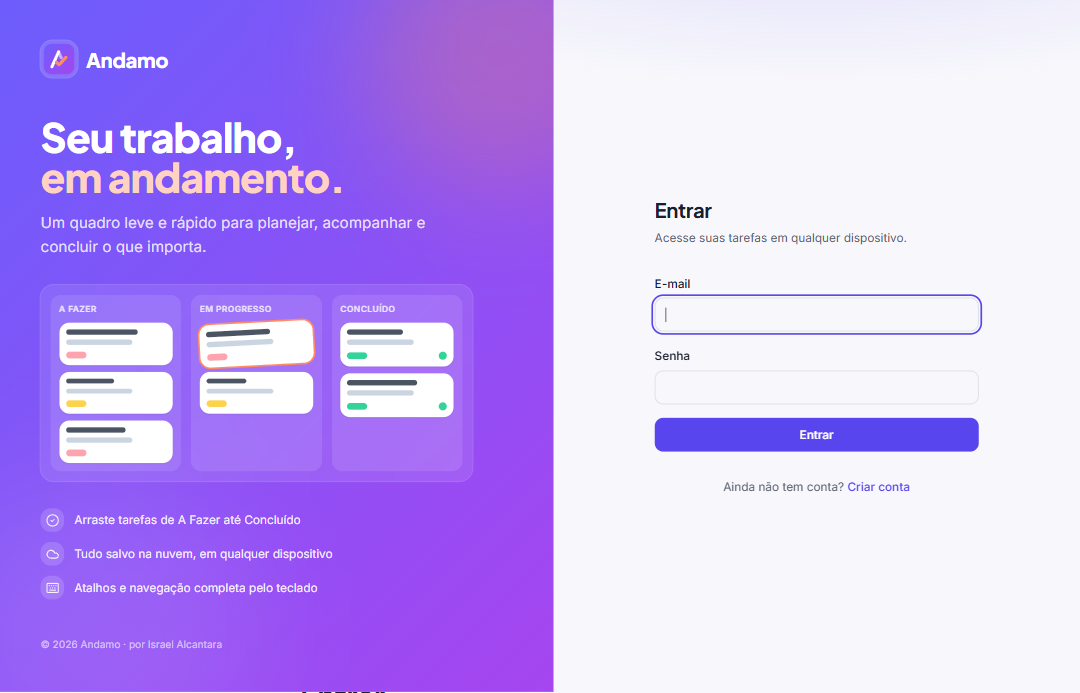 Andamo
Seu trabalho,
em andamento.
Um quadro leve e rápido para planejar, acompanhar e
concluir o que importa.
A FAZER
EM PROGRESSO
CONCLUÍDO
Arraste tarefas de A Fazer até Concluído
Tudo salvo na nuvem, em qualquer dispositivo
Atalhos e navegação completa pelo teclado
© 2026 Andamo · por Israel Alcantara
Entrar
Acesse suas tarefas em qualquer dispositivo.
E-mail
Senha
Entrar
Ainda não tem conta? Criar conta